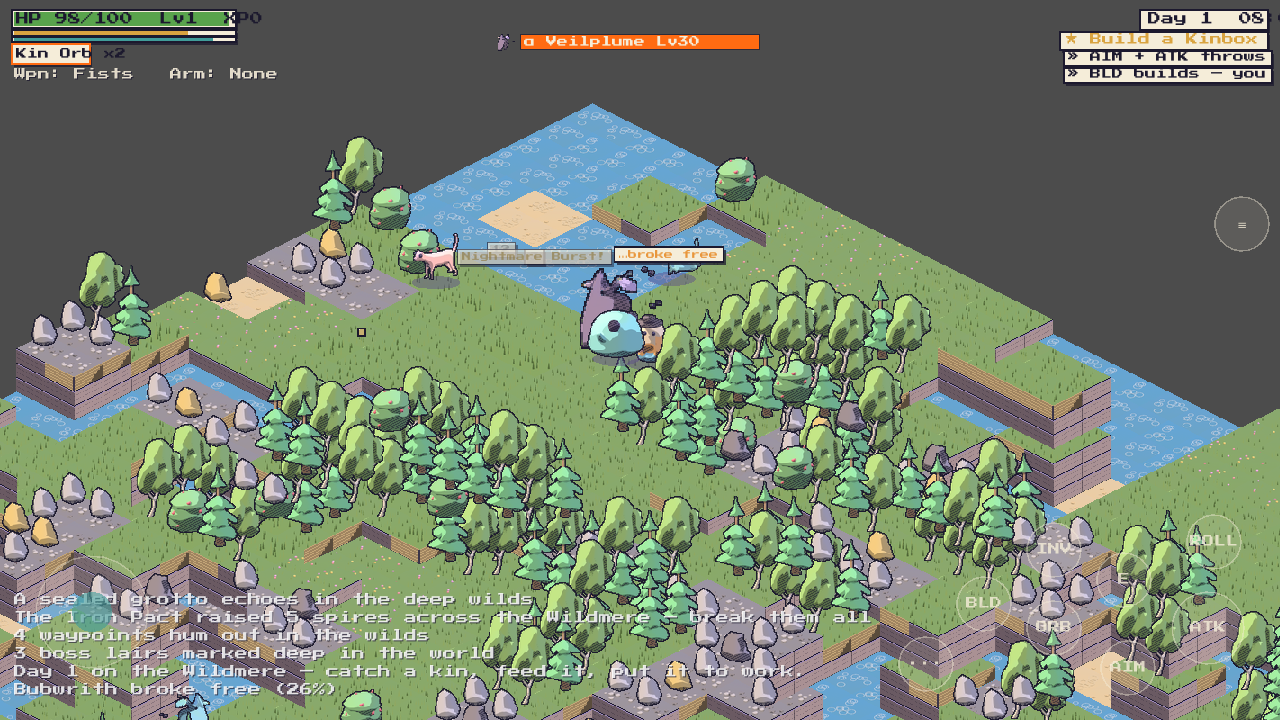 HP 98/100 Lv1 XP0
Kin Orb x2
Wpn: Fists Arm: None
a Veilplume Lv30
Day 1 08
★ Build a Kinbox
» AIM + ATK throws
» BLD builds — you
Nightmare Burst!
…broke free
≡
ROLL
INV
E
BLD
GRB
ATK
...
AIM
A sealed grotto echoes in the deep wilds
The Iron Pact raised 5 spires across the Wildmere — break them all
4 waypoints hum out in the wilds
3 boss lairs marked deep in the world
Day 1 on the Wildmere — catch a kin, feed it, put it to work.
Bubwrith broke free (26%)